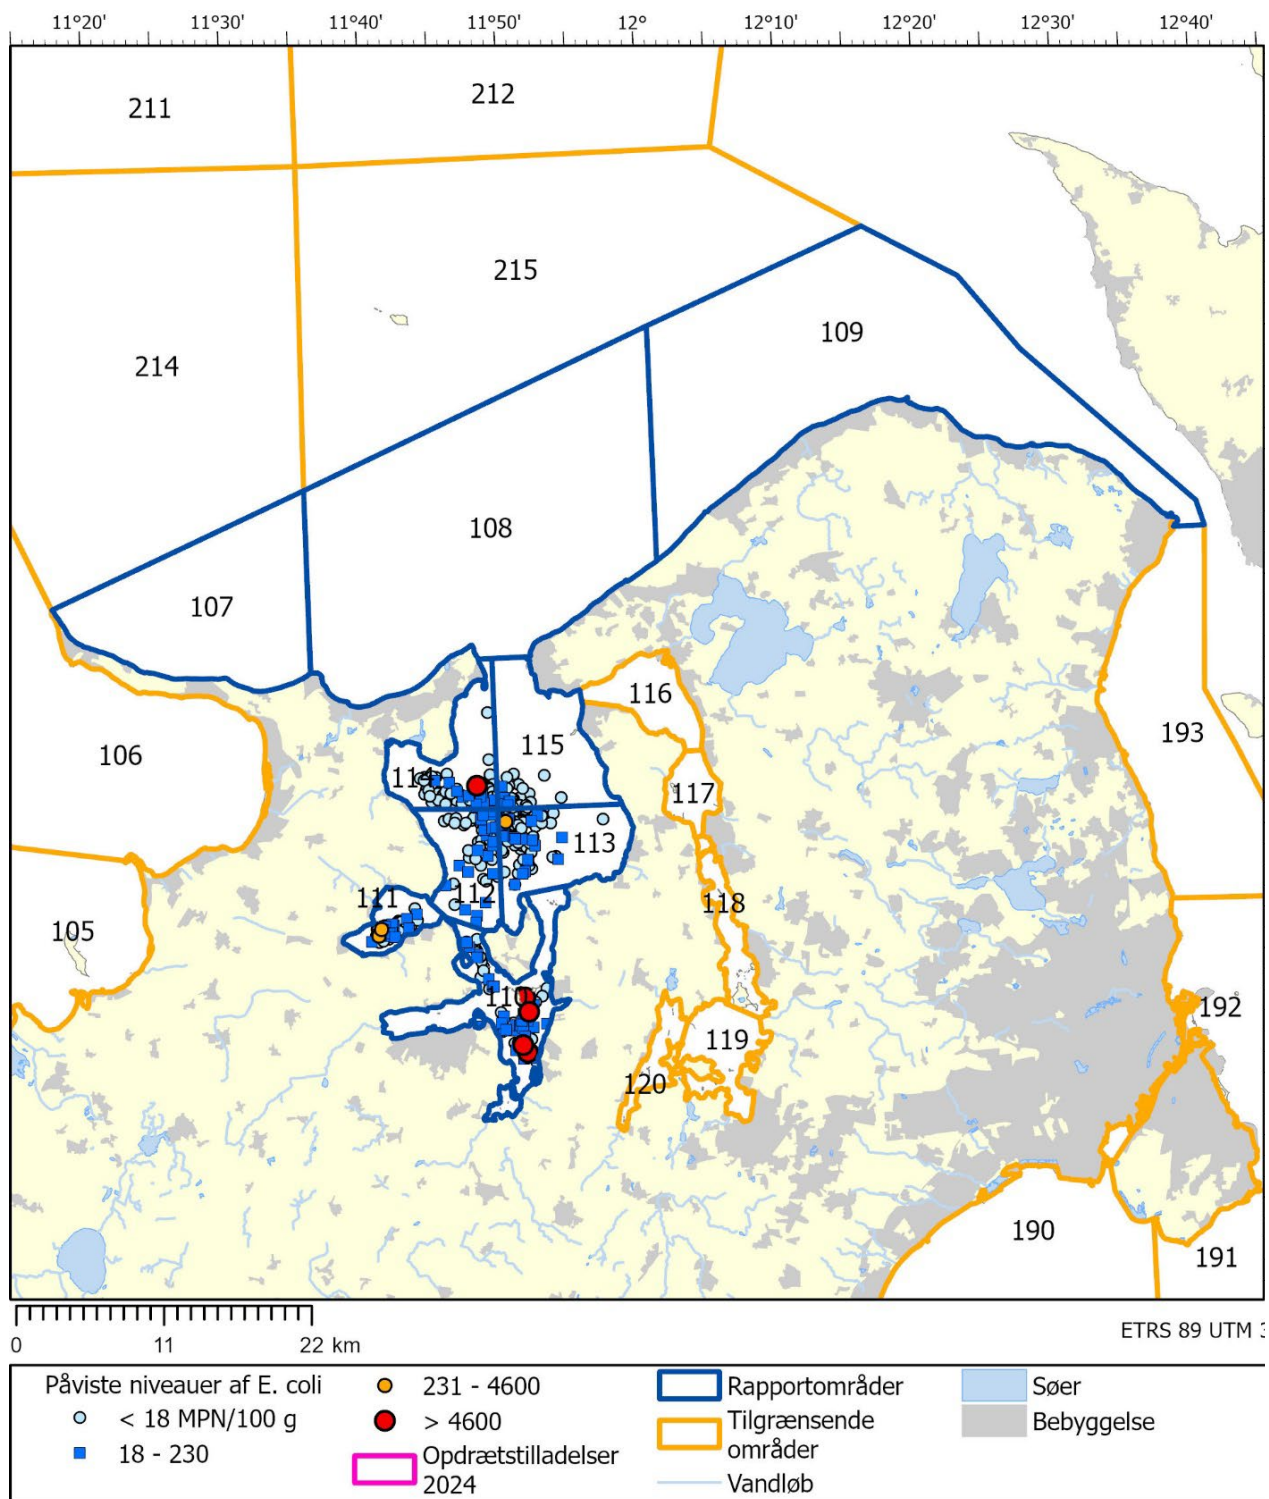 11°20' 11°30' 11°40' 11°50' 12° 12°10' 12°20' 12°30' 12°40'
211
212
215
214
109
108
107
116
115
106
193
114
117
113
111
112
118
105
110
192
119
120
190
191
0 11 22 km
ETRS 89 UTM 3
Påviste niveauer af E. coli
< 18 MPN/100 g
18 - 230
231 - 4600
> 4600
Opdrætstilladelser
2024
Rapportområder
Tilgrænsende
områder
Vandløb
Søer
Bebyggelse